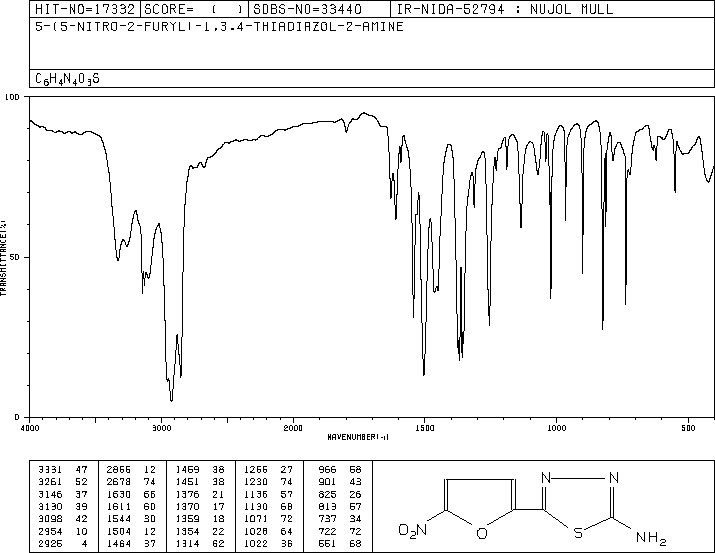 HIT-NO=17332 SCORE= ( ) SDBS-NO=33440 IR-NIDA-52794 : NUJOL MULL
5-(5-NITRO-2-FURYL)-1,3,4-THIADIAZOL-2-AMINE
C6H4N4O3S
100
50
0
TRANSMITTANCE(%)
4000 3000 2000 1500 1000 500
WAVENUMBER(-1)
3331 47 2866 12 1459 38 1266 27 966 58
3261 52 2678 74 1451 38 1230 74 901 43
3146 37 1630 66 1376 21 1136 57 825 26
3130 39 1611 60 1370 17 1130 68 813 57
3098 42 1544 30 1359 18 1071 72 737 34
2954 10 1504 12 1354 22 1028 64 722 72
2925 4 1464 37 1314 62 1022 36 551 68
N N
O2N O S NH2